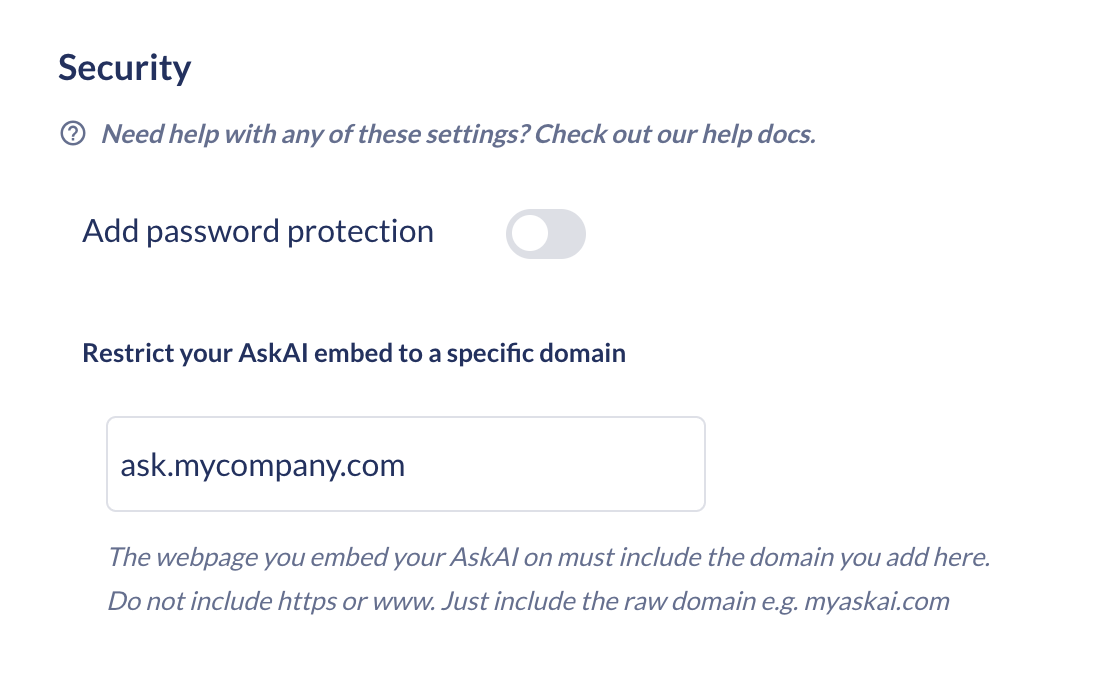 Security
Need help with any of these settings? Check out our help docs.
Add password protection
Restrict your AskAI embed to a specific domain
ask.mycompany.com
The webpage you embed your AskAI on must include the domain you add here.
Do not include https or www. Just include the raw domain e.g. myaskai.com